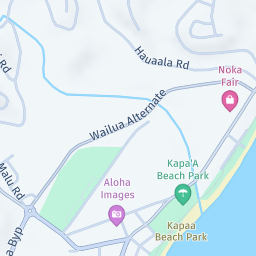 Hauaala Rd
Rd
Noka
Fair
Wailua Alternate
Kapa'A
Beach Park
Malu Rd
Aloha
Images
Kapaa
Beach Park
a Byp